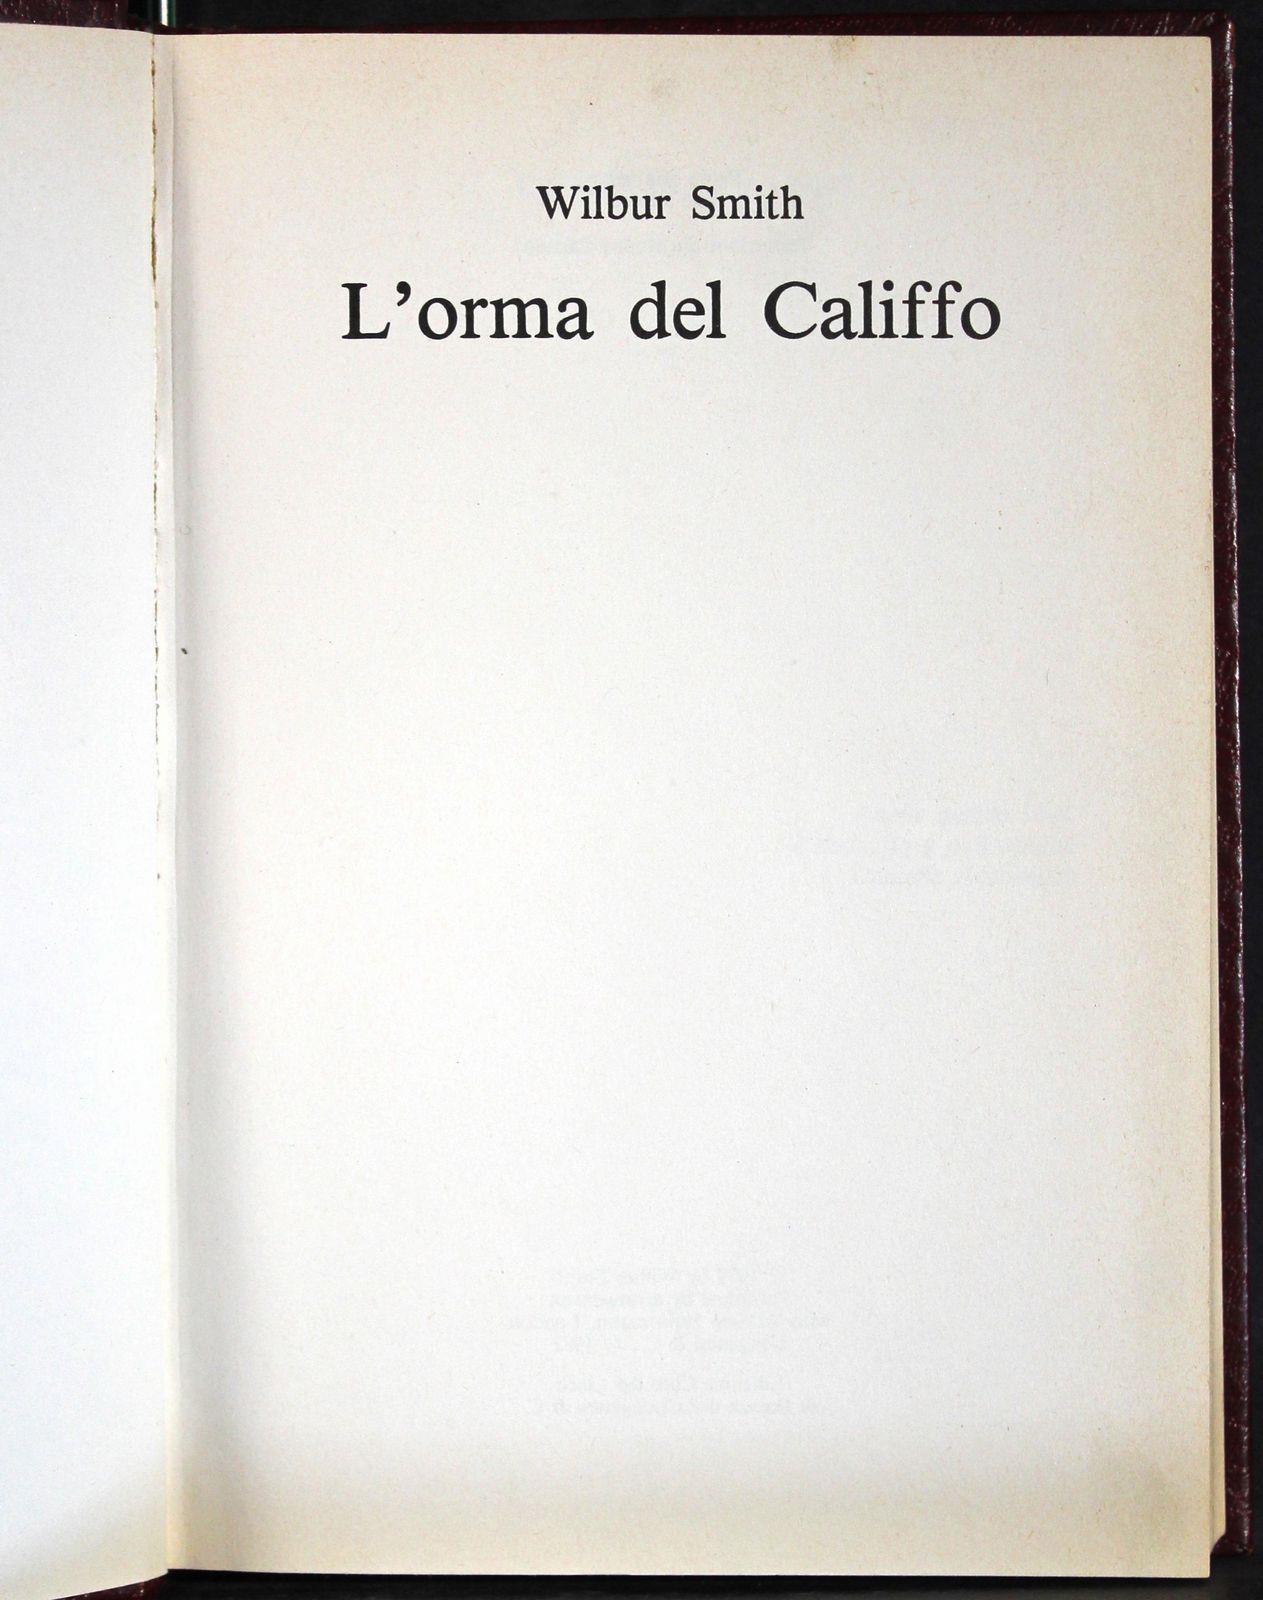 Wilbur Smith
L'orma del Califfo